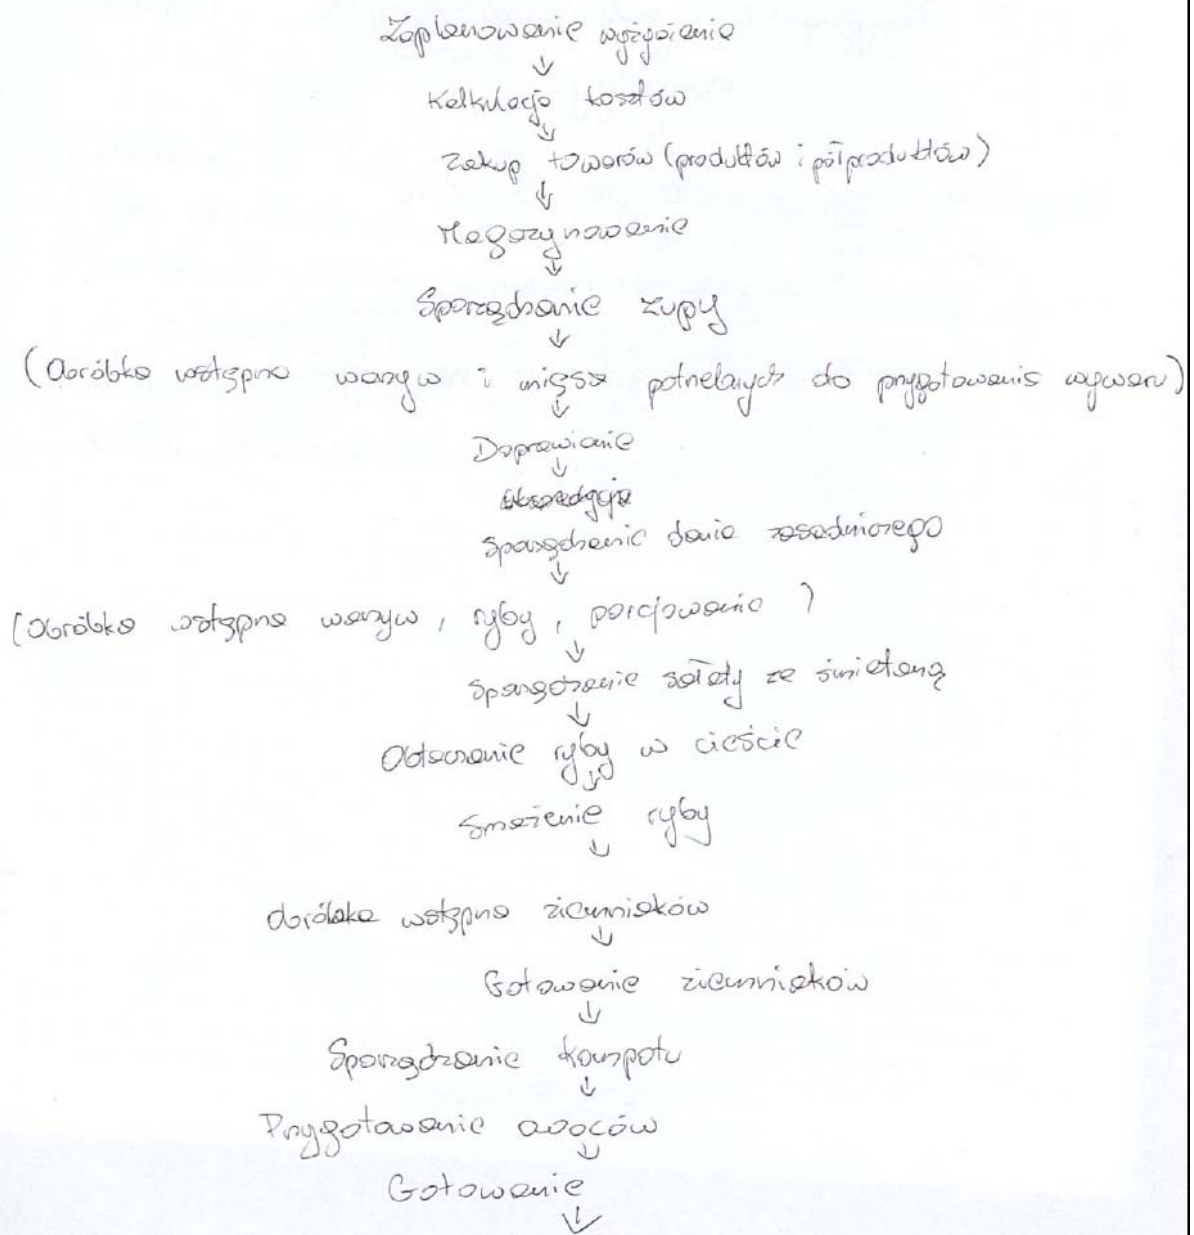 Zaplanowanie wyżywienia
↓
Kalkulacja kosztów
↓
Zakup towarów (produktów i półproduktów)
↓
Magazynowanie
↓
Sporządzanie zupy
↓
(Obróbka wstępna warzyw i mięsa potrzebnych do przygotowania wywaru)
↓
Doprawianie
↓
Sporządzanie dania zasadniczego
↓
(Obróbka wstępna warzyw, ryby, porcjowanie)
↓
Sporządzenie sałaty ze śmietaną
↓
Obtaczanie ryby w cieście
↓
Smażenie ryby
↓
Obróbka wstępna ziemniaków
↓
Gotowanie ziemniaków
↓
Sporządzanie kompotu
↓
Przygotowanie owoców
↓
Gotowanie
↓